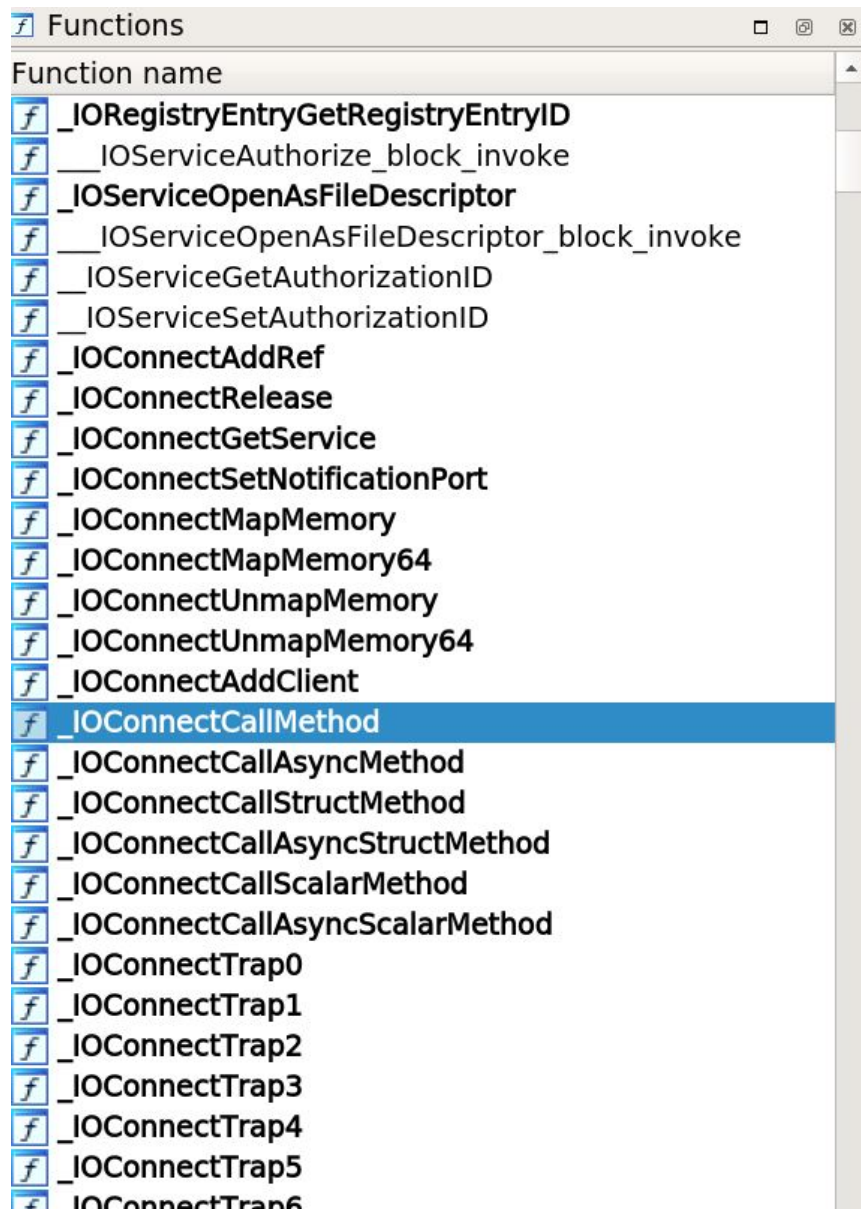 Functions
Function name
_IORegistryEntryGetRegistryEntryID
___IOServiceAuthorize_block_invoke
_IOServiceOpenAsFileDescriptor
___IOServiceOpenAsFileDescriptor_block_invoke
__IOServiceGetAuthorizationID
__IOServiceSetAuthorizationID
_IOConnectAddRef
_IOConnectRelease
_IOConnectGetService
_IOConnectSetNotificationPort
_IOConnectMapMemory
_IOConnectMapMemory64
_IOConnectUnmapMemory
_IOConnectUnmapMemory64
_IOConnectAddClient
_IOConnectCallMethod
_IOConnectCallAsyncMethod
_IOConnectCallStructMethod
_IOConnectCallAsyncStructMethod
_IOConnectCallScalarMethod
_IOConnectCallAsyncScalarMethod
_IOConnectTrap0
_IOConnectTrap1
_IOConnectTrap2
_IOConnectTrap3
_IOConnectTrap4
_IOConnectTrap5
_IOConnectTrap6